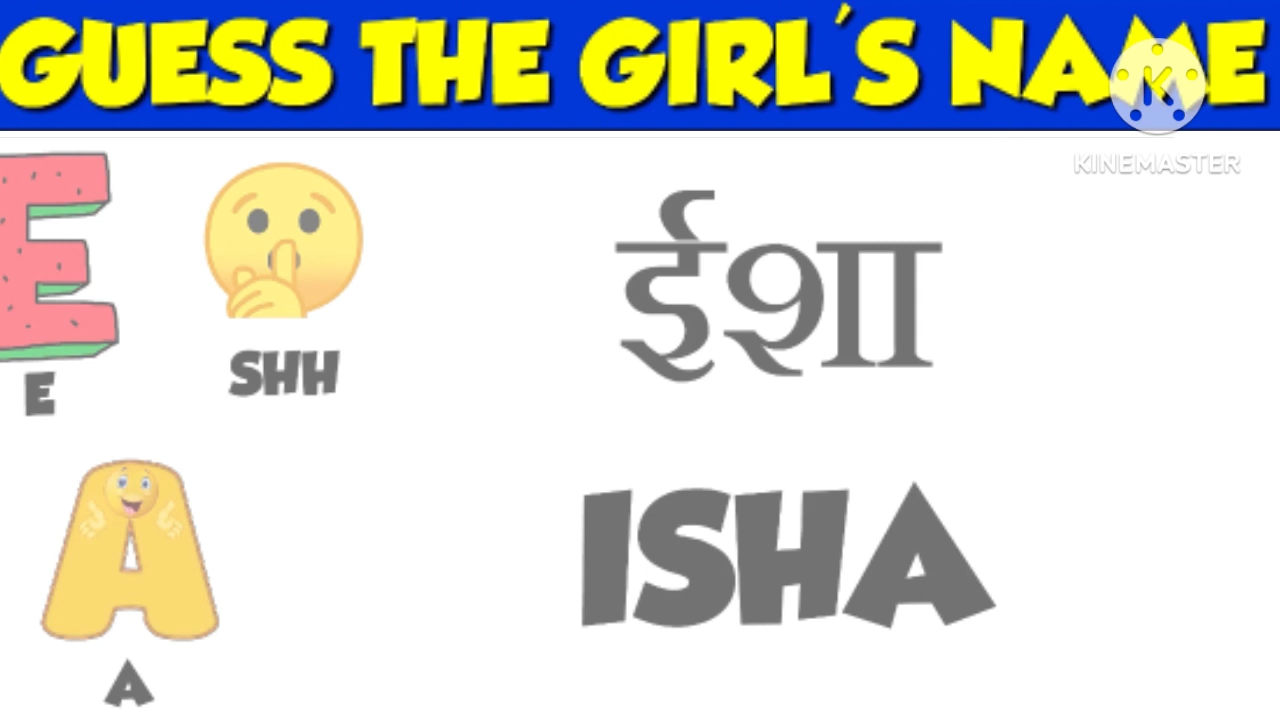 GUESS THE GIRL'S NAME
KINEMASTER
E
SHH
ईशा
A
ISHA
A